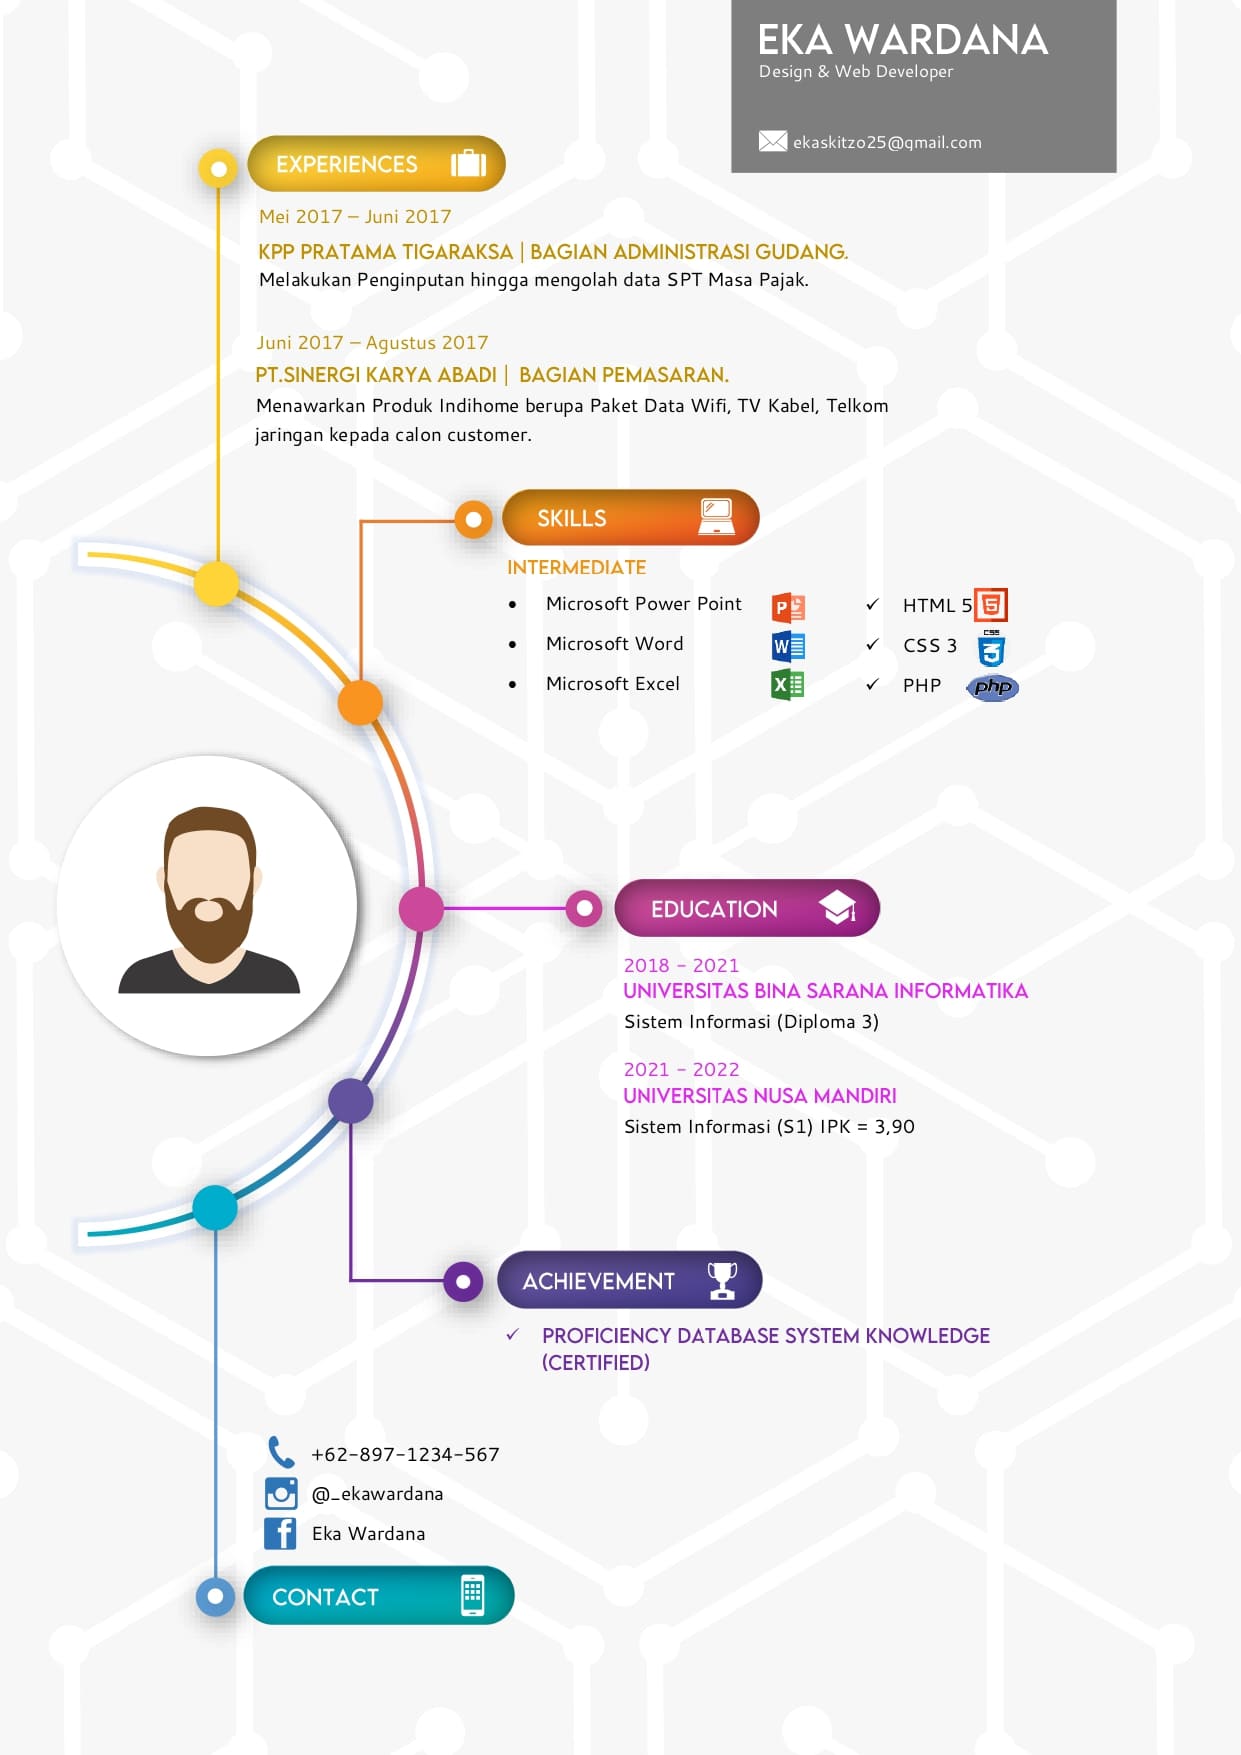 EKA WARDANA
Design & Web Developer
ekaskitzo25@gmail.com
EXPERIENCES
Mei 2017 – Juni 2017
KPP PRATAMA TIGARAKSA | BAGIAN ADMINISTRASI GUDANG.
Melakukan Penginputan hingga mengolah data SPT Masa Pajak.
Juni 2017 – Agustus 2017
PT.SINERGI KARYA ABADI | BAGIAN PEMASARAN.
Menawarkan Produk Indihome berupa Paket Data Wifi, TV Kabel, Telkom
jaringan kepada calon customer.
SKILLS
INTERMEDIATE
• Microsoft Power Point P
• Microsoft Word W
• Microsoft Excel X
✓ HTML 5 5
✓ CSS 3 CSS 3
✓ PHP php
EDUCATION
2018 - 2021
UNIVERSITAS BINA SARANA INFORMATIKA
Sistem Informasi (Diploma 3)
2021 - 2022
UNIVERSITAS NUSA MANDIRI
Sistem Informasi (S1) IPK = 3,90
ACHIEVEMENT
✓ PROFICIENCY DATABASE SYSTEM KNOWLEDGE
(CERTIFIED)
+62-897-1234-567
@_ekawardana
f Eka Wardana
CONTACT